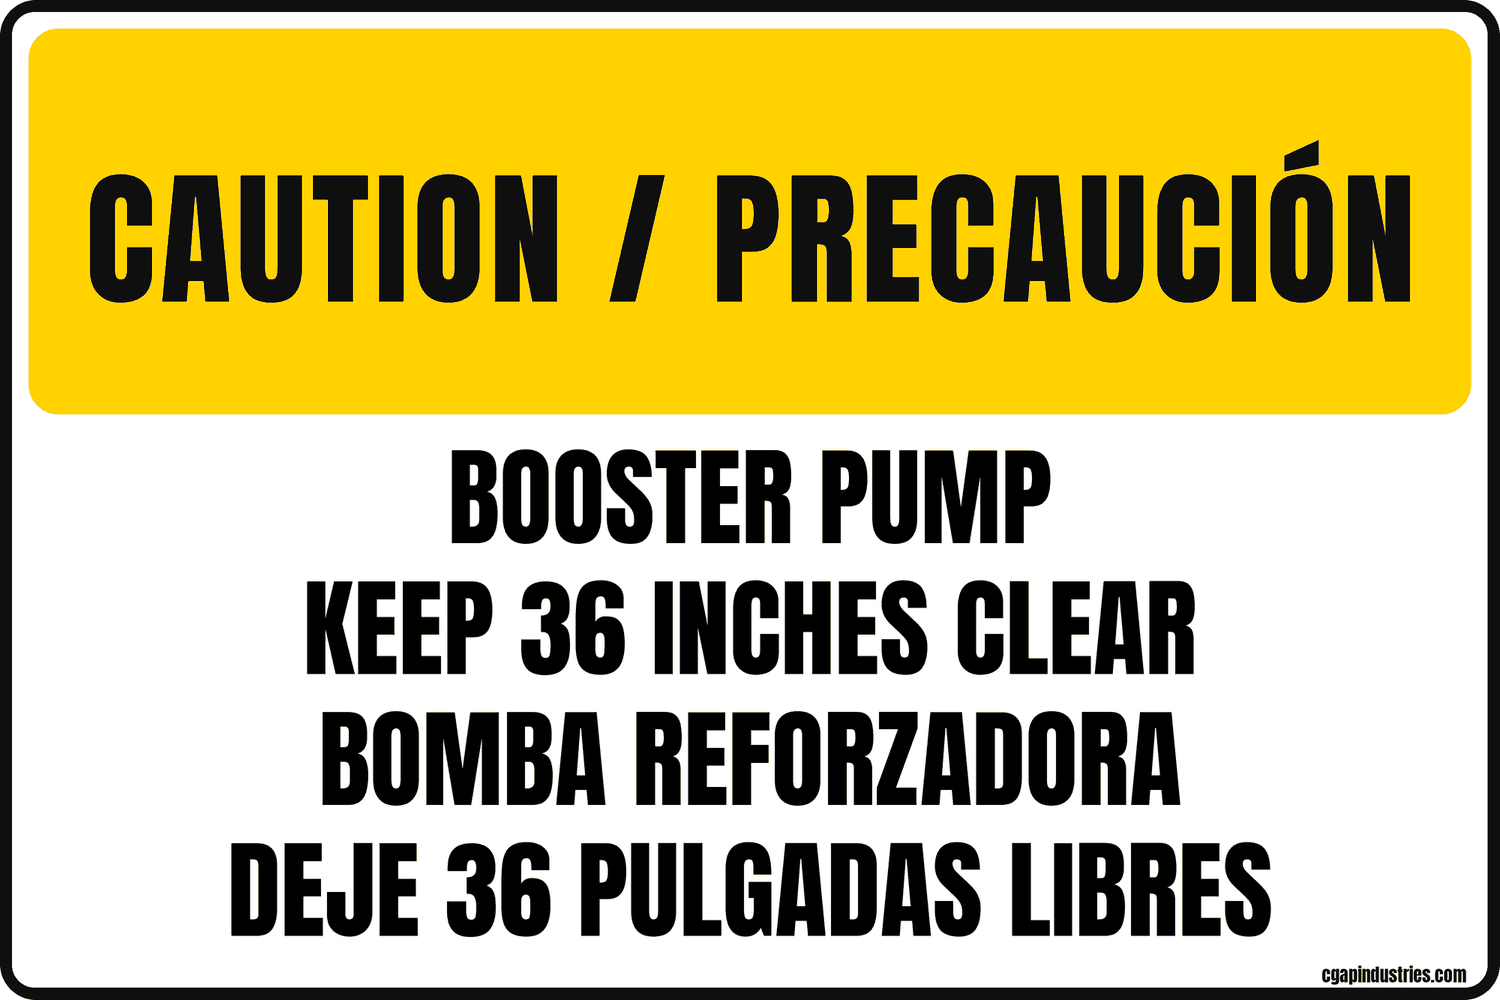 CAUTION / PRECAUCIÓN
BOOSTER PUMP
KEEP 36 INCHES CLEAR
BOMBA REFORZADORA
DEJE 36 PULGADAS LIBRES
cgapindustries.com